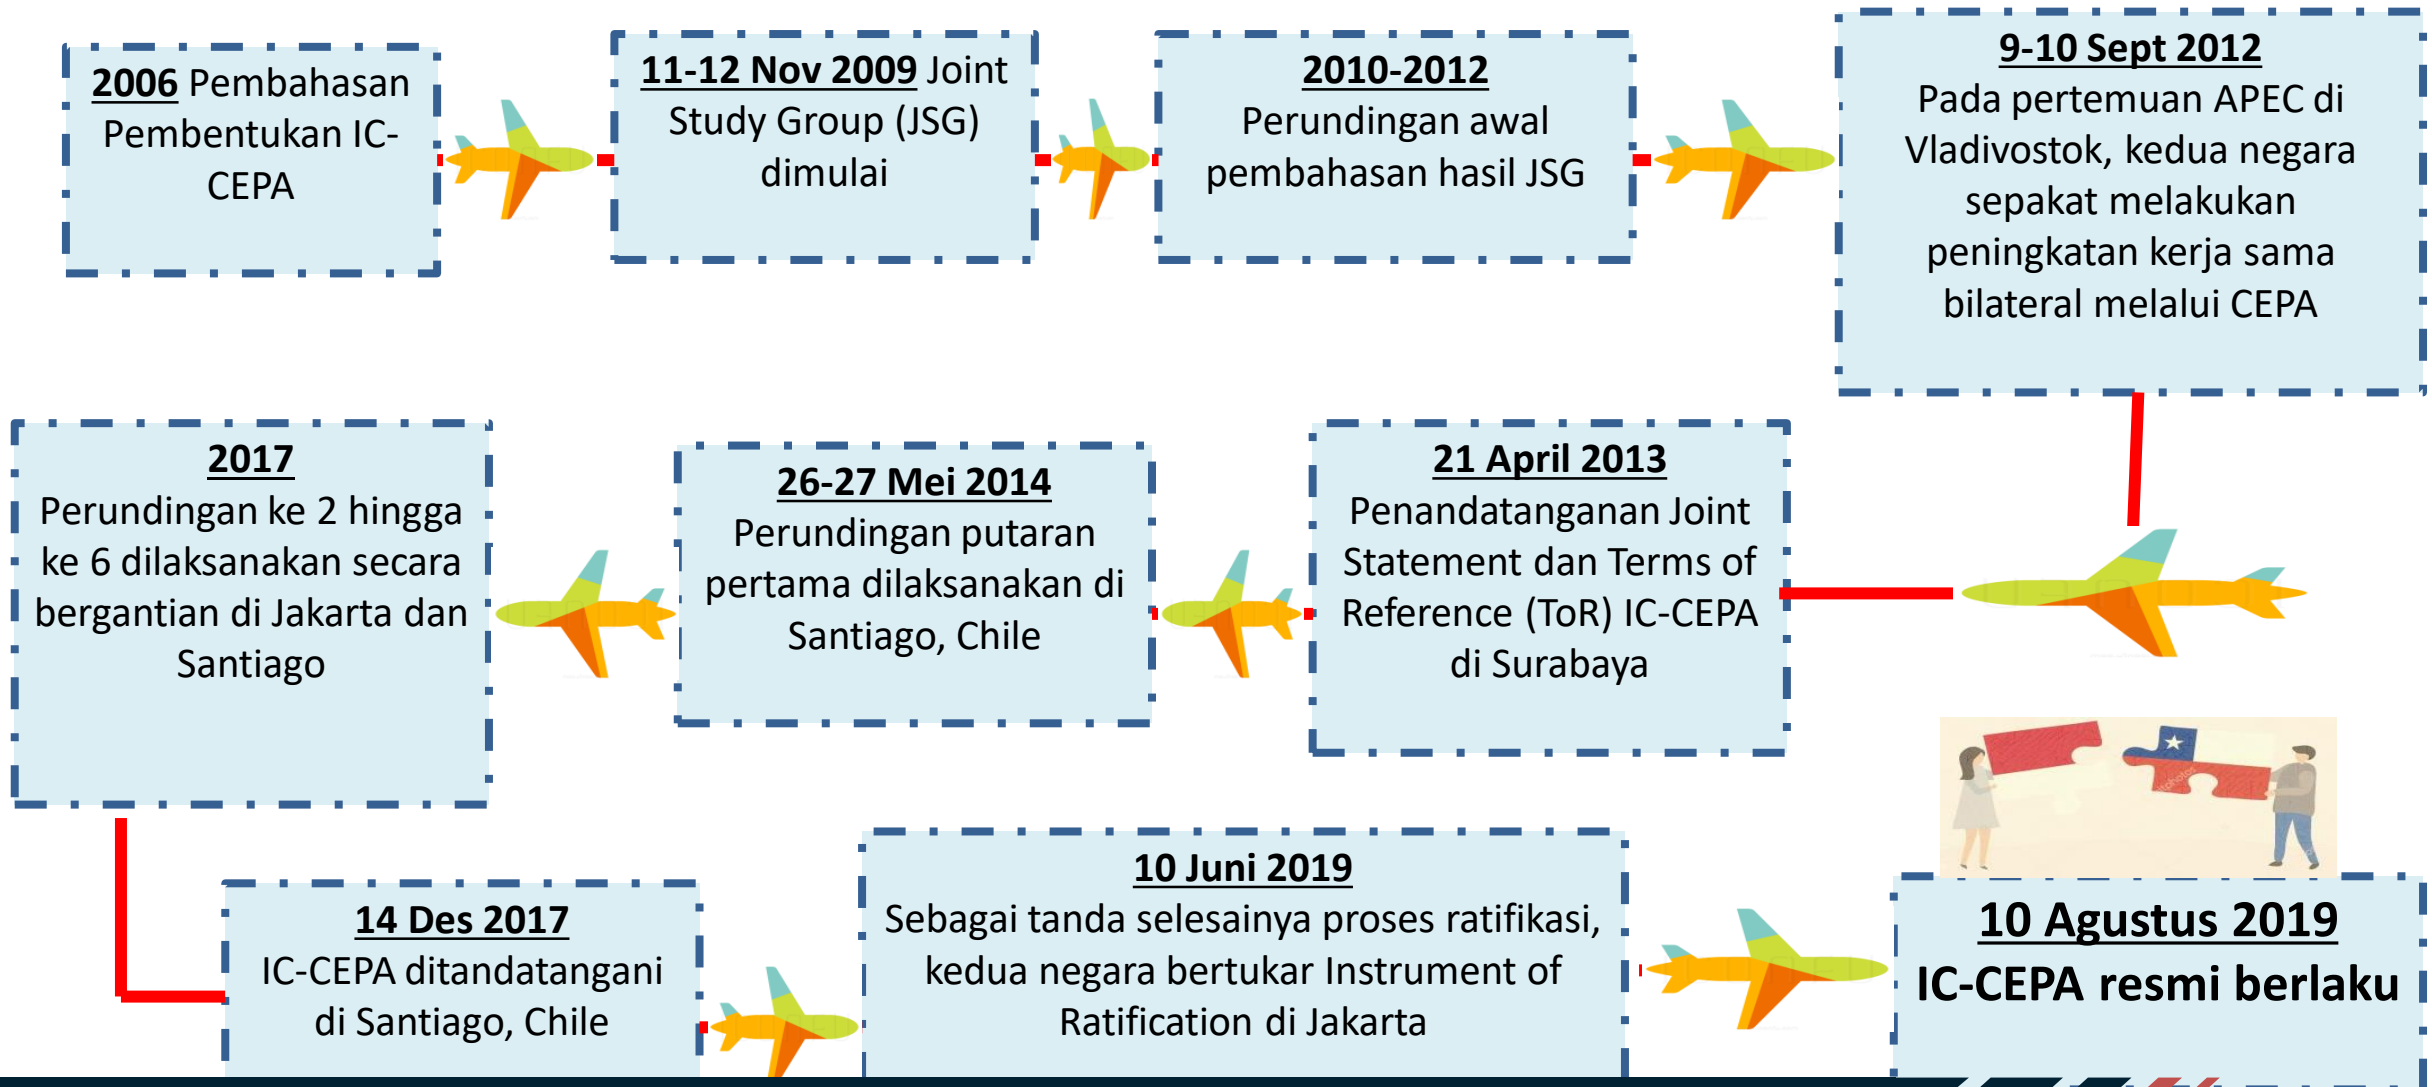 2006 Pembahasan
Pembentukan IC-
CEPA
11-12 Nov 2009 Joint
Study Group (JSG)
dimulai
2010-2012
Perundingan awal
pembahasan hasil JSG
9-10 Sept 2012
Pada pertemuan APEC di
Vladivostok, kedua negara
sepakat melakukan
peningkatan kerja sama
bilateral melalui CEPA
21 April 2013
Penandatanganan Joint
Statement dan Terms of
Reference (ToR) IC-CEPA
di Surabaya
26-27 Mei 2014
Perundingan putaran
pertama dilaksanakan di
Santiago, Chile
2017
Perundingan ke 2 hingga
ke 6 dilaksanakan secara
bergantian di Jakarta dan
Santiago
14 Des 2017
IC-CEPA ditandatangani
di Santiago, Chile
10 Juni 2019
Sebagai tanda selesainya proses ratifikasi,
kedua negara bertukar Instrument of
Ratification di Jakarta
10 Agustus 2019
IC-CEPA resmi berlaku